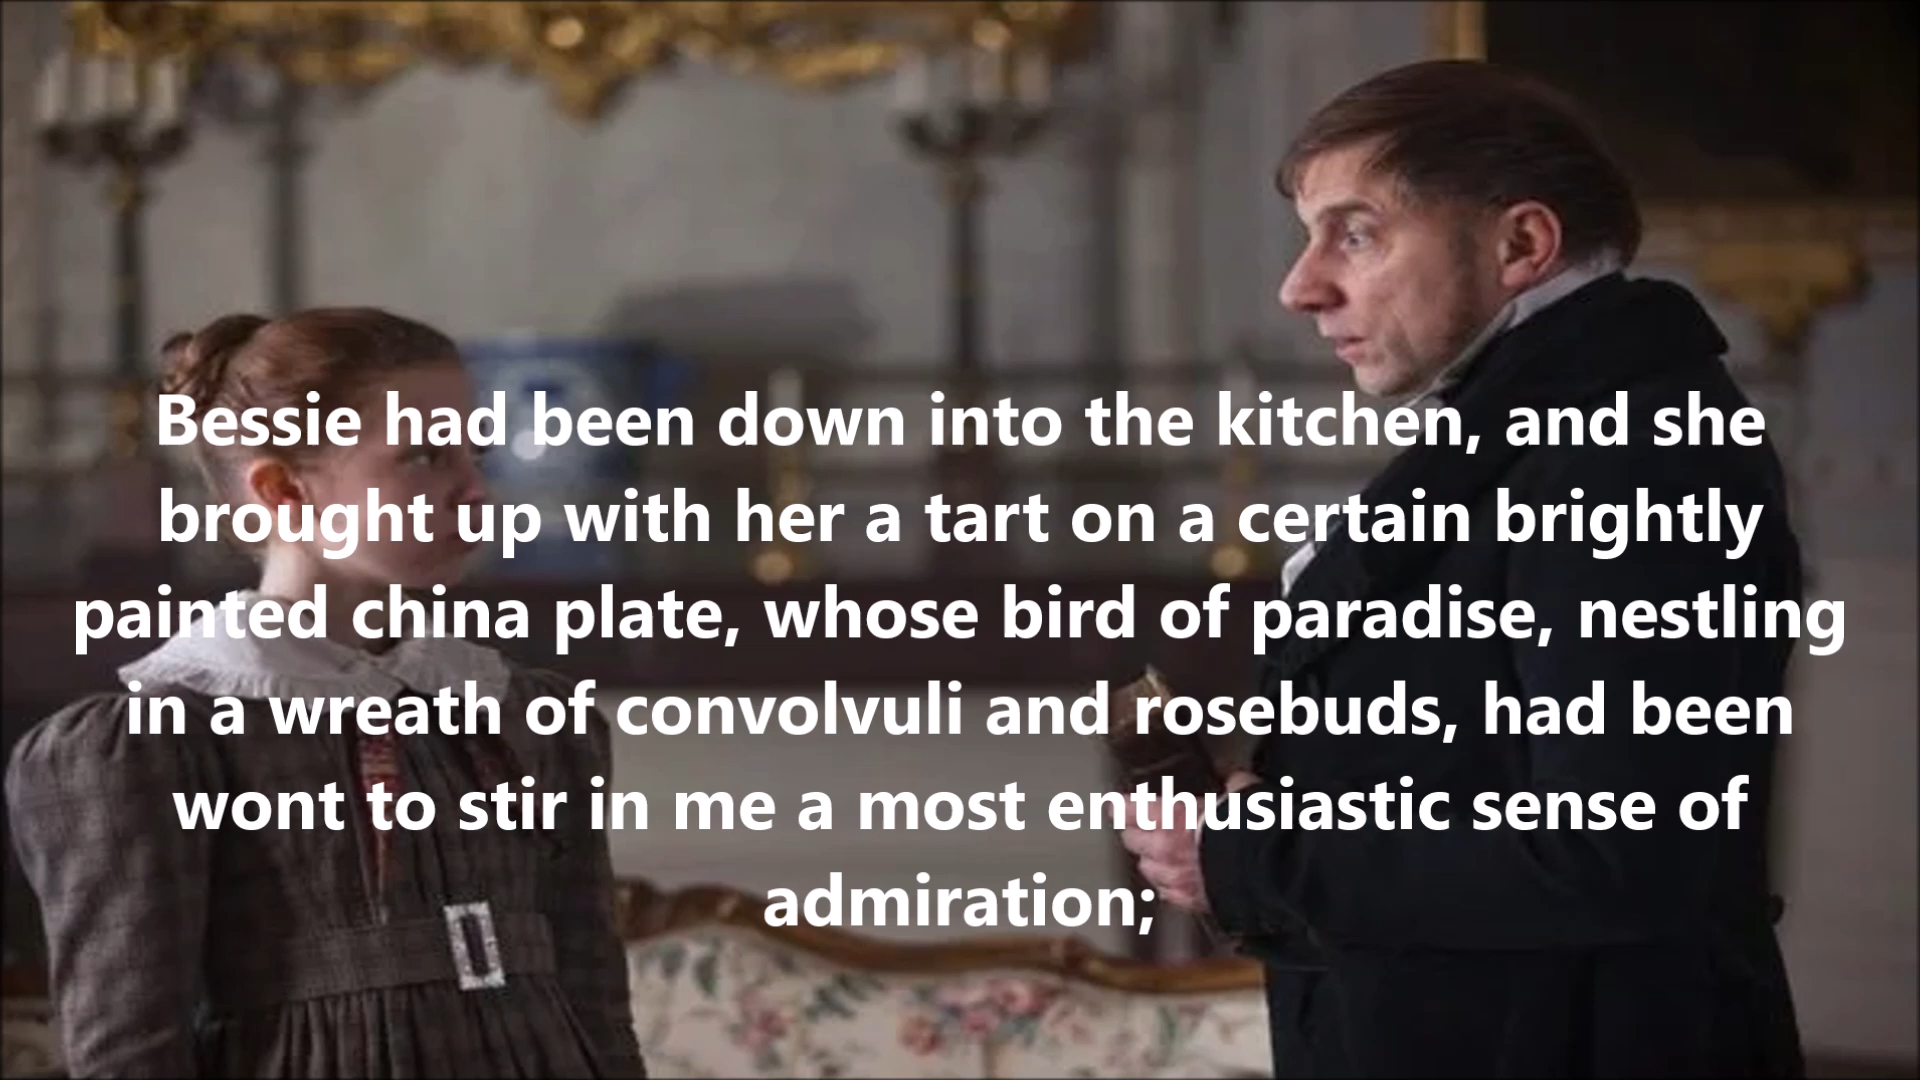 Bessie had been down into the kitchen, and she
brought up with her a tart on a certain brightly
painted china plate, whose bird of paradise, nestling
in a wreath of convolvuli and rosebuds, had been
wont to stir in me a most enthusiastic sense of
admiration;